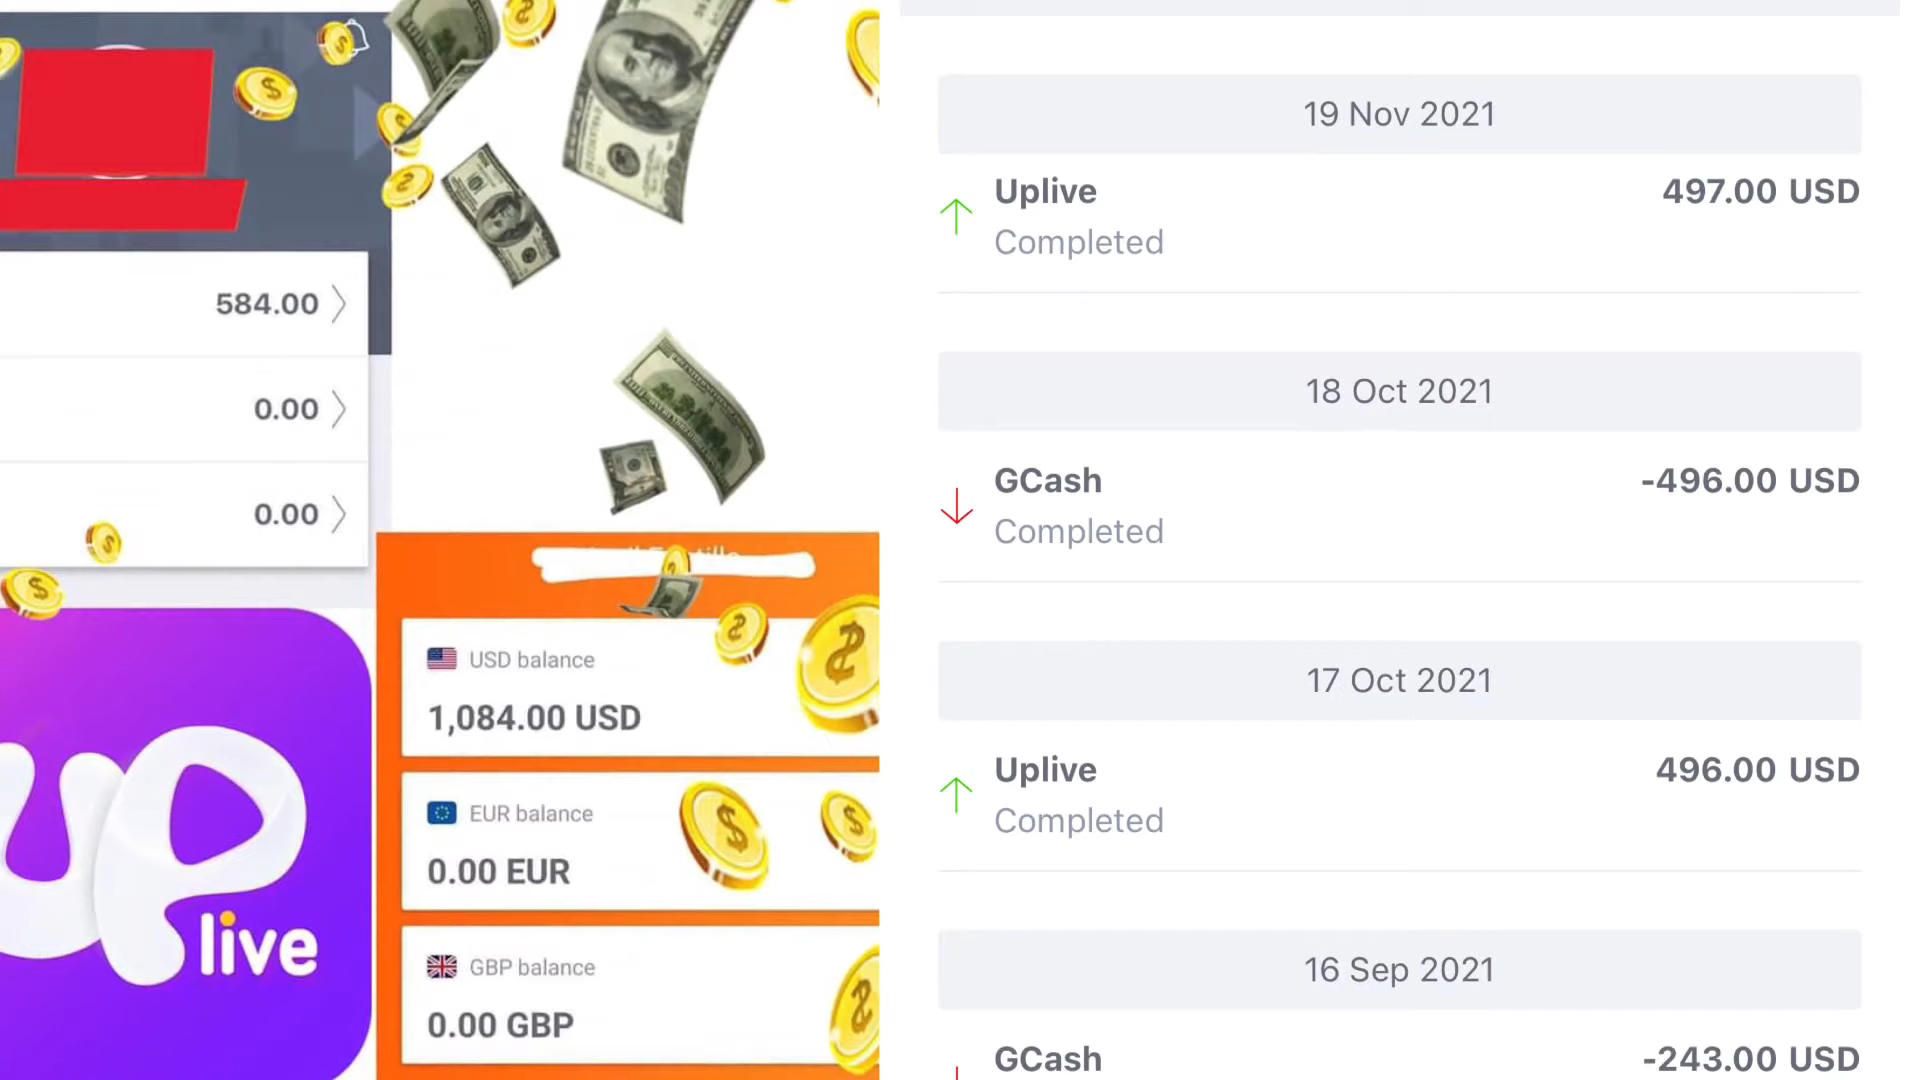 584.00
0.00
0.00
up
live
USD balance
1,084.00 USD
EUR balance
0.00 EUR
GBP balance
0.00 GBP
19 Nov 2021
Uplive
497.00 USD
Completed
18 Oct 2021
GCash
-496.00 USD
Completed
17 Oct 2021
Uplive
496.00 USD
Completed
16 Sep 2021
GCash
-243.00 USD